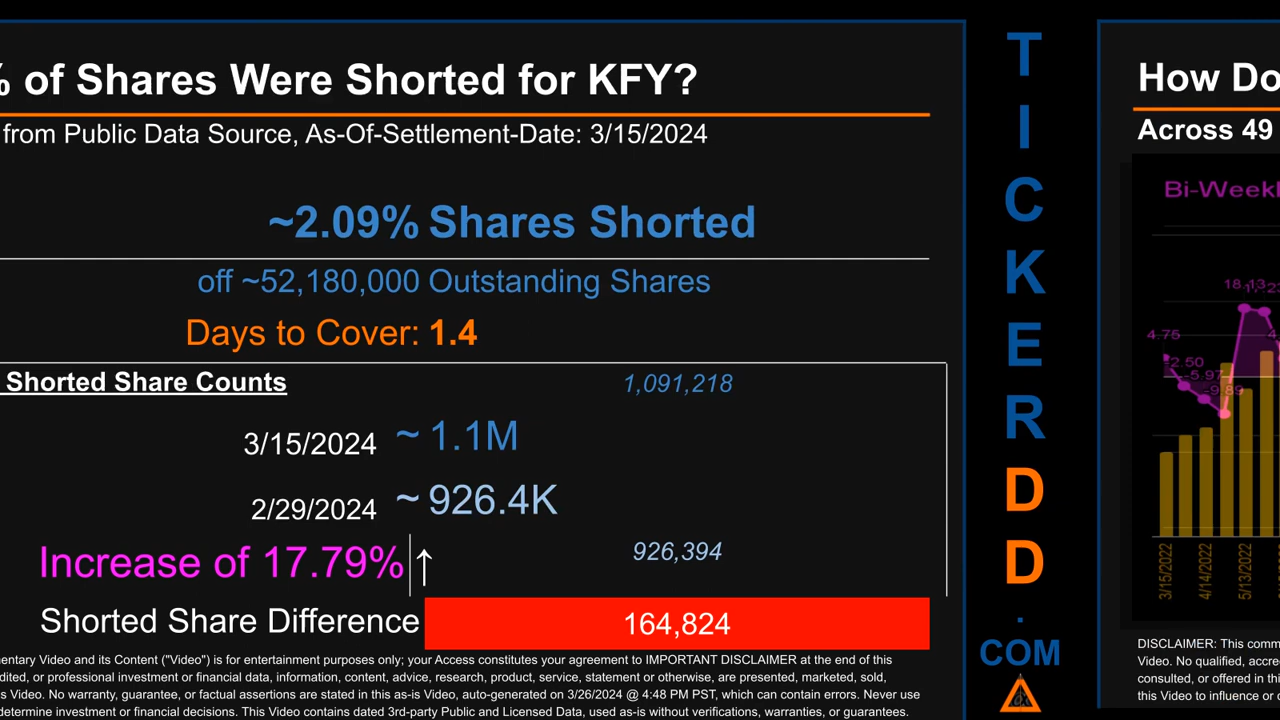 % of Shares Were Shorted for KFY?
from Public Data Source, As-Of-Settlement-Date: 3/15/2024
~2.09% Shares Shorted
off ~52,180,000 Outstanding Shares
Days to Cover: 1.4
Shorted Share Counts
1,091,218
3/15/2024 ~ 1.1M
2/29/2024 ~ 926.4K
Increase of 17.79% ↑
926,394
Shorted Share Difference 164,824
mentary Video and its Content ("Video") is for entertainment purposes only; your Access constitutes your agreement to IMPORTANT DISCLAIMER at the end of this
dited, or professional investment or financial data, information, content, advice, research, product, service, statement or otherwise, are presented, marketed, sold,
s Video. No warranty, guarantee, or factual assertions are stated in this as-is Video, auto-generated on 3/26/2024 @ 4:48 PM PST, which can contain errors. Never use
determine investment or financial decisions. This Video contains dated 3rd-party Public and Licensed Data, used as-is without verifications, warranties, or guarantees.
T
I
C
K
E
R
D
D
.
COM
How Do
Across 49
Bi-Weekl
18.13
4.75
-2.50
-5.97
-9.89
3/15/2022
4/14/2022
5/13/2022
DISCLAIMER: This comm
Video. No qualified, accre
consulted, or offered in thi
this Video to influence or d